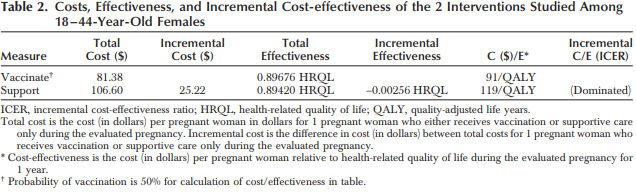 Table 2. Costs, Effectiveness, and Incremental Cost-effectiveness of the 2 Interventions Studied Among
18–44-Year-Old Females
Total Incremental Total Incremental Incremental
Measure Cost ($) Cost ($) Effectiveness Effectiveness C ($)/E* C/E (ICER)
Vaccinate† 81.38 0.89676 HRQL 91/QALY
Support 106.60 25.22 0.89420 HRQL –0.00256 HRQL 119/QALY (Dominated)
ICER, incremental cost-effectiveness ratio; HRQL, health-related quality of life; QALY, quality-adjusted life years.
Total cost is the cost (in dollars) per pregnant woman in dollars for 1 pregnant woman who either receives vaccination or supportive care
only during the evaluated pregnancy. Incremental cost is the difference in cost (in dollars) between total costs for 1 pregnant woman who
receives vaccination or supportive care only during the evaluated pregnancy.
* Cost-effectiveness is the cost (in dollars) per pregnant woman relative to health-related quality of life during the evaluated pregnancy for
1 year.
† Probability of vaccination is 50% for calculation of cost/effectiveness in table.